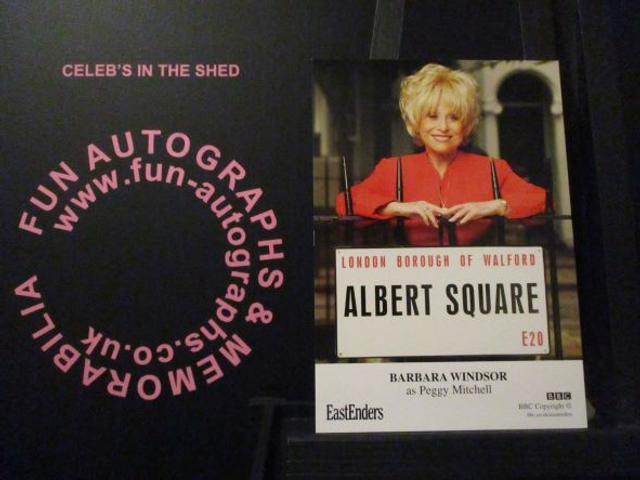 CELEB'S IN THE SHED
FUN AUTOGRAPHS & MEMORABILIA
www.fun-autographs.co.uk
LONDON BOROUGH OF WALFORD
ALBERT SQUARE
E20
BARBARA WINDSOR
as Peggy Mitchell
EastEnders
BBC
BBC Copyright ©